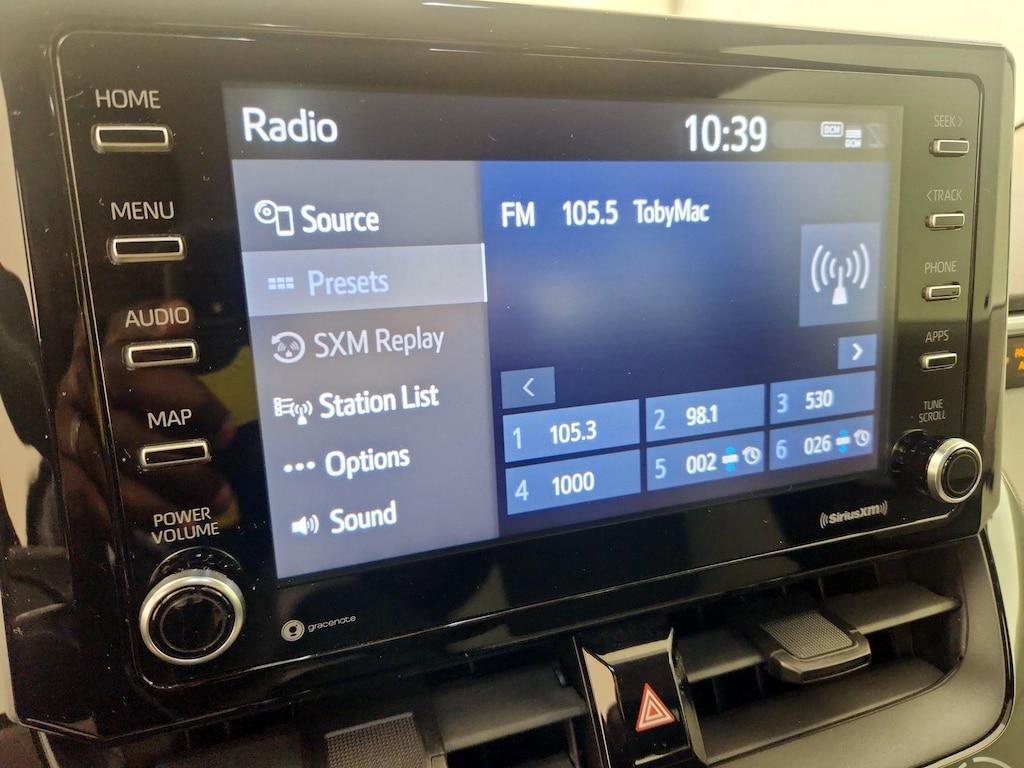 HOME
Radio
10:39
DCM
DCM
SEEK >
MENU
Source
FM 105.5 TobyMac
< TRACK
Presets
PHONE
AUDIO
SXM Replay
APPS
Station List
< >
TUNE
SCROLL
MAP
1 105.3
2 98.1
3 530
Options
4 1000
5 002
6 026
POWER
VOLUME
Sound
SiriusXM
gracenote